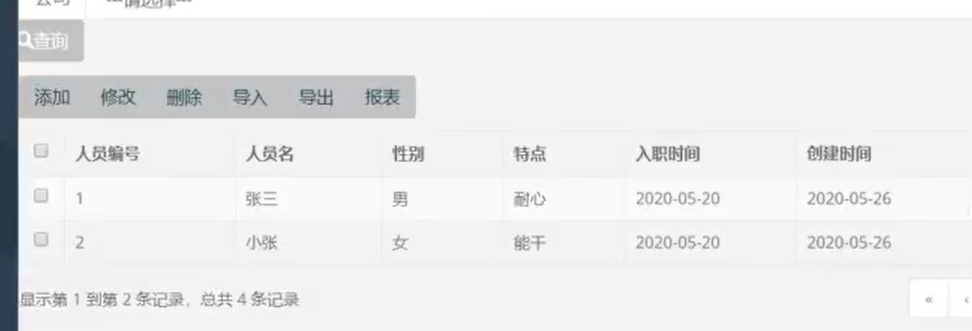 公司 ---请选择---
查询
添加 修改 删除 导入 导出 报表
人员编号 人员名 性别 特点 入职时间 创建时间
1 张三 男 耐心 2020-05-20 2020-05-26
2 小张 女 能干 2020-05-20 2020-05-26
显示第 1 到第 2 条记录，总共 4 条记录 « ‹